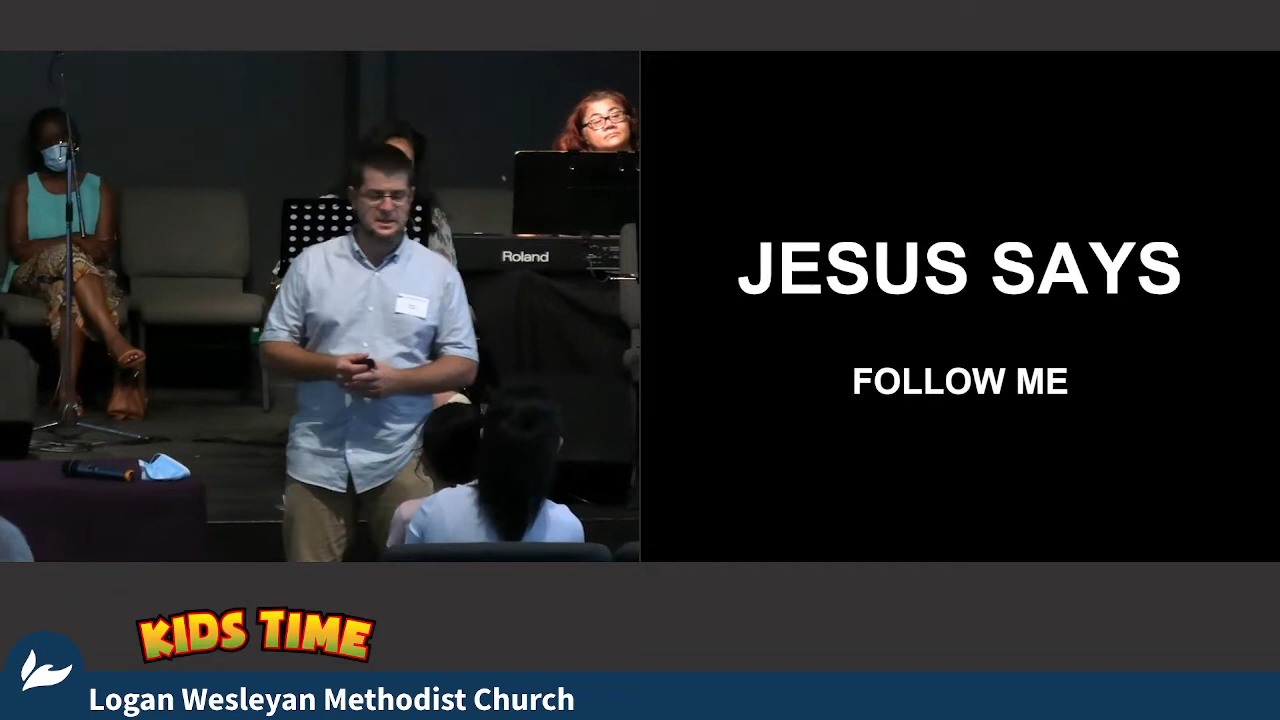 Roland
JESUS SAYS
FOLLOW ME
KIDS TIME
Logan Wesleyan Methodist Church